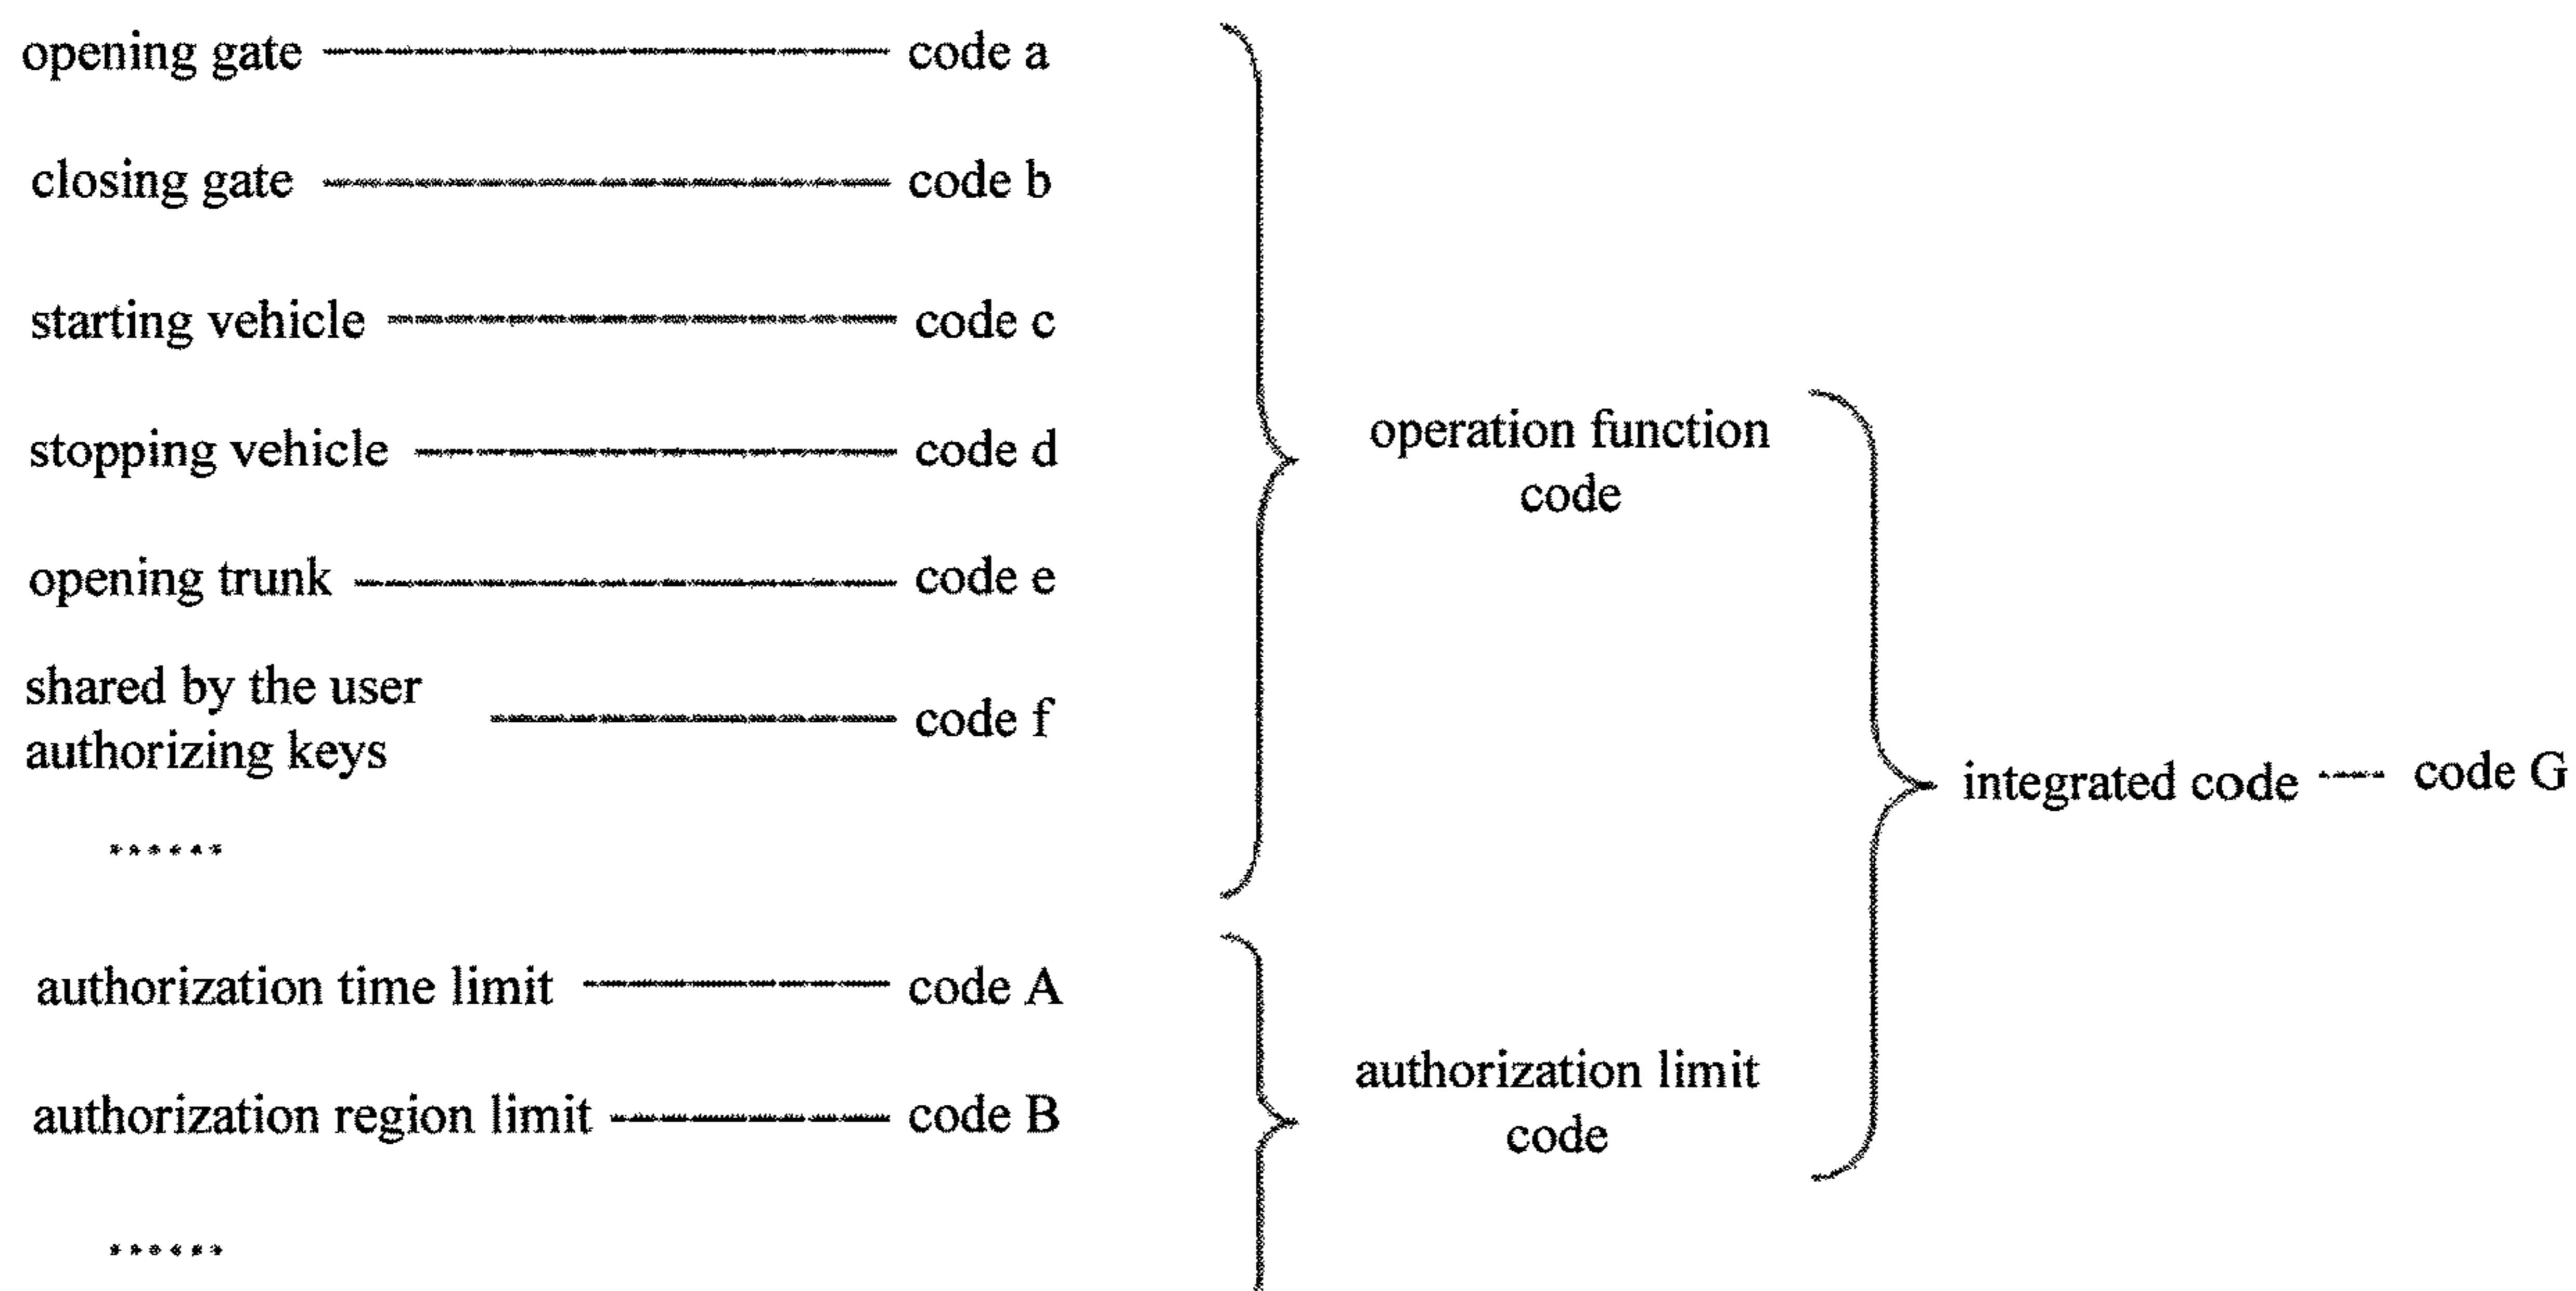 opening gate code a
closing gate code b
starting vehicle code c
stopping vehicle code d
operation function
code
opening trunk code e
shared by the user
authorizing keys
code f
integrated code code G
......
authorization time limit code A
authorization region limit code B
authorization limit
code
......